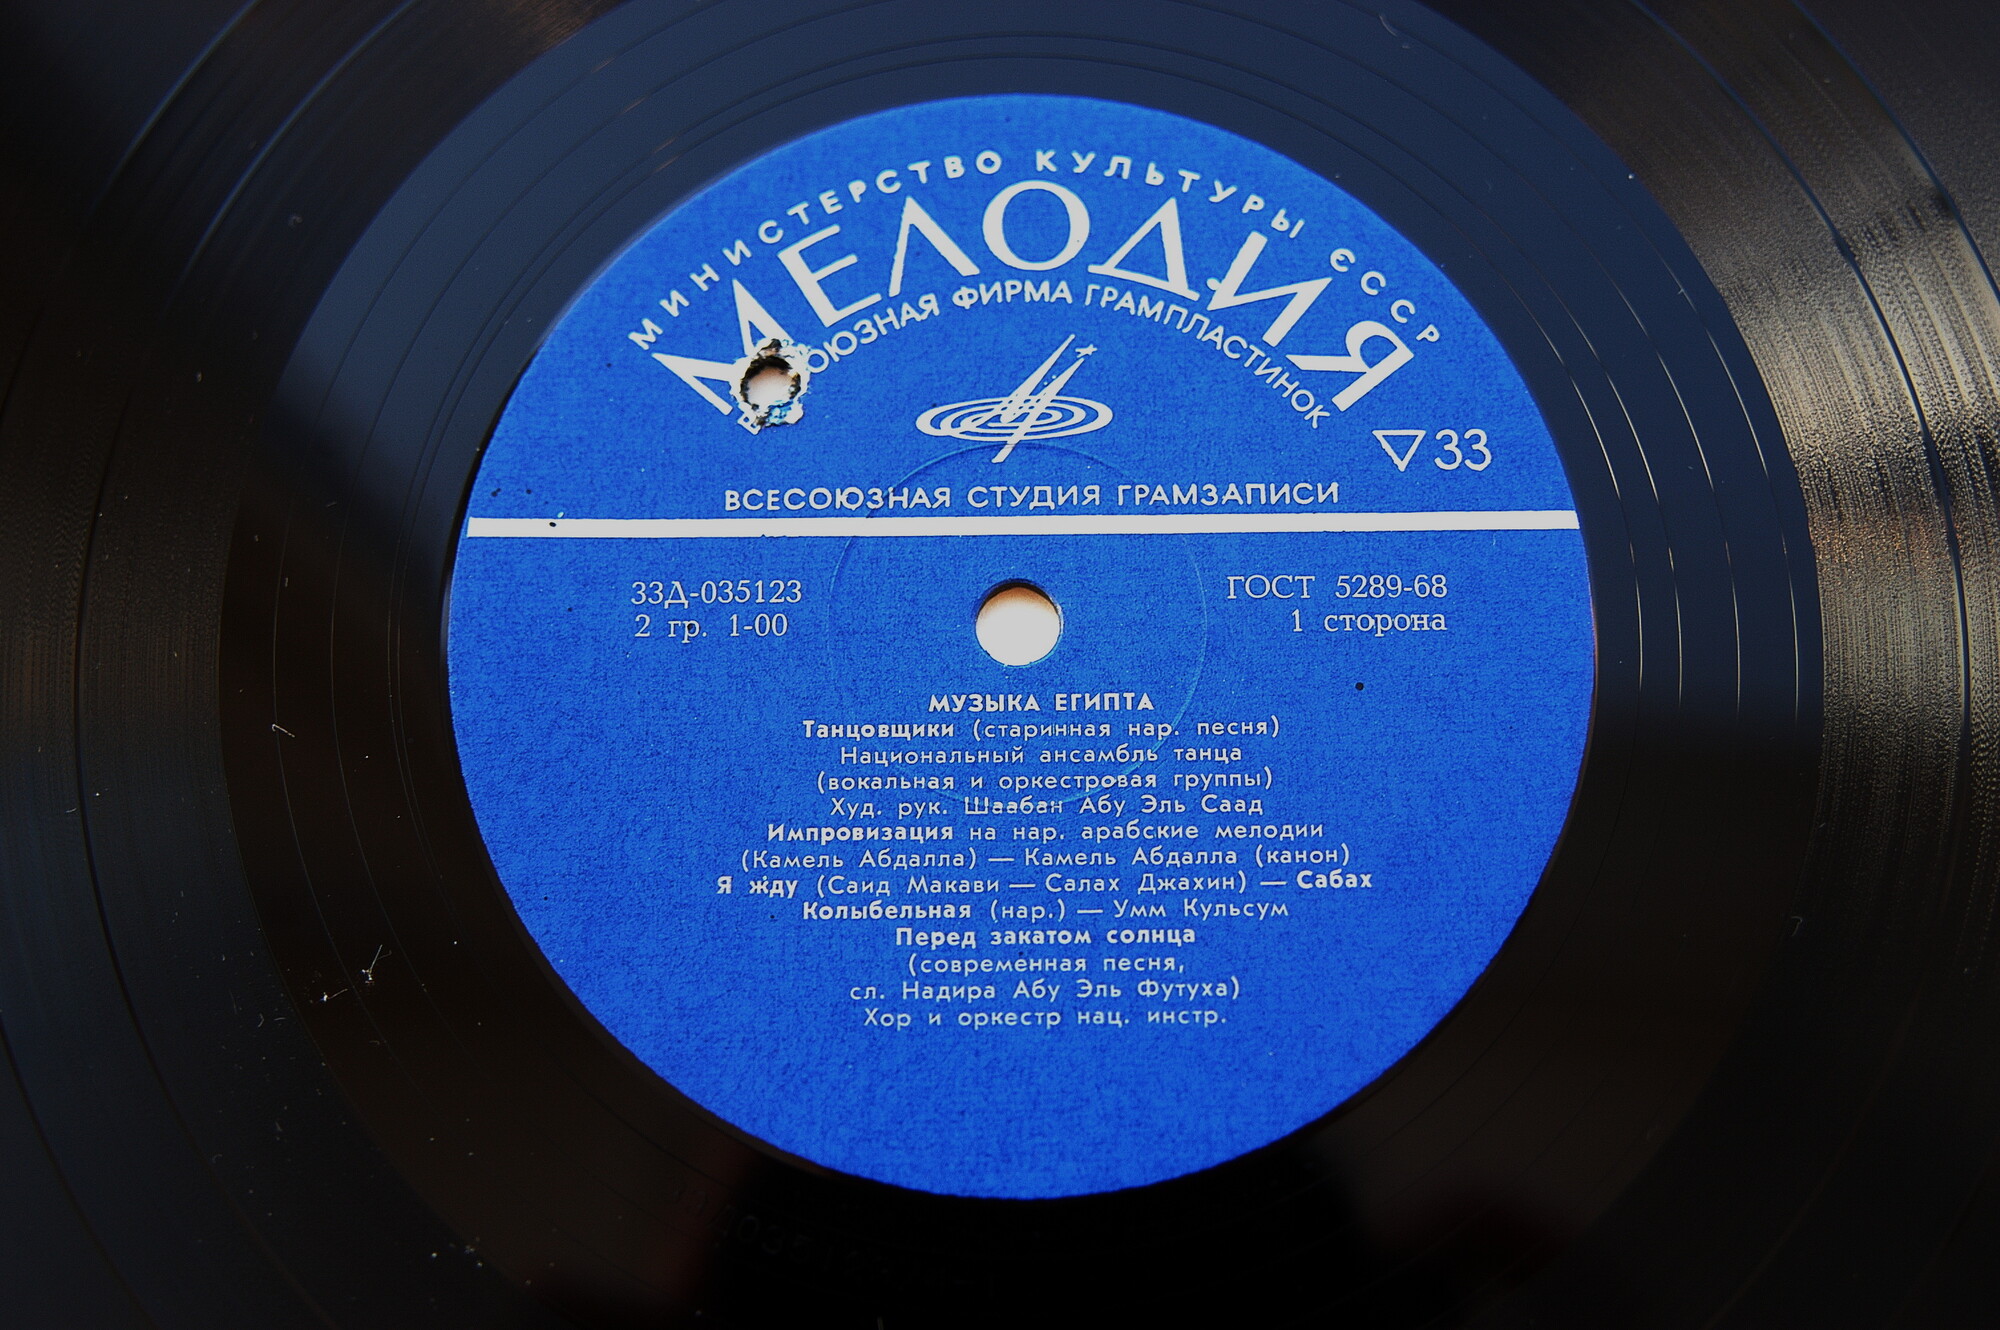 МИНИСТЕРСТВО КУЛЬТУРЫ СССР
МЕЛОДИЯ
ФИРМА ГРАМПЛАСТИНОК
▽33
ВСЕСОЮЗНАЯ СТУДИЯ ГРАМЗАПИСИ
33Д-035123
2 гр. 1-00
ГОСТ 5289-68
1 сторона
МУЗЫКА ЕГИПТА
Танцовщики (старинная нар. песня)
Национальный ансамбль танца
(вокальная и оркестровая группы)
Худ. рук. Шаабан Абу Эль Саад
Импровизация на нар. арабские мелодии
(Камель Абдалла) — Камель Абдалла (канон)
Я жду (Саид Макави — Салах Джахин) — Сабах
Колыбельная (нар.) — Умм Кульсум
Перед закатом солнца
(современная песня,
сл. Надира Абу Эль Футуха)
Хор и оркестр нац. инстр.